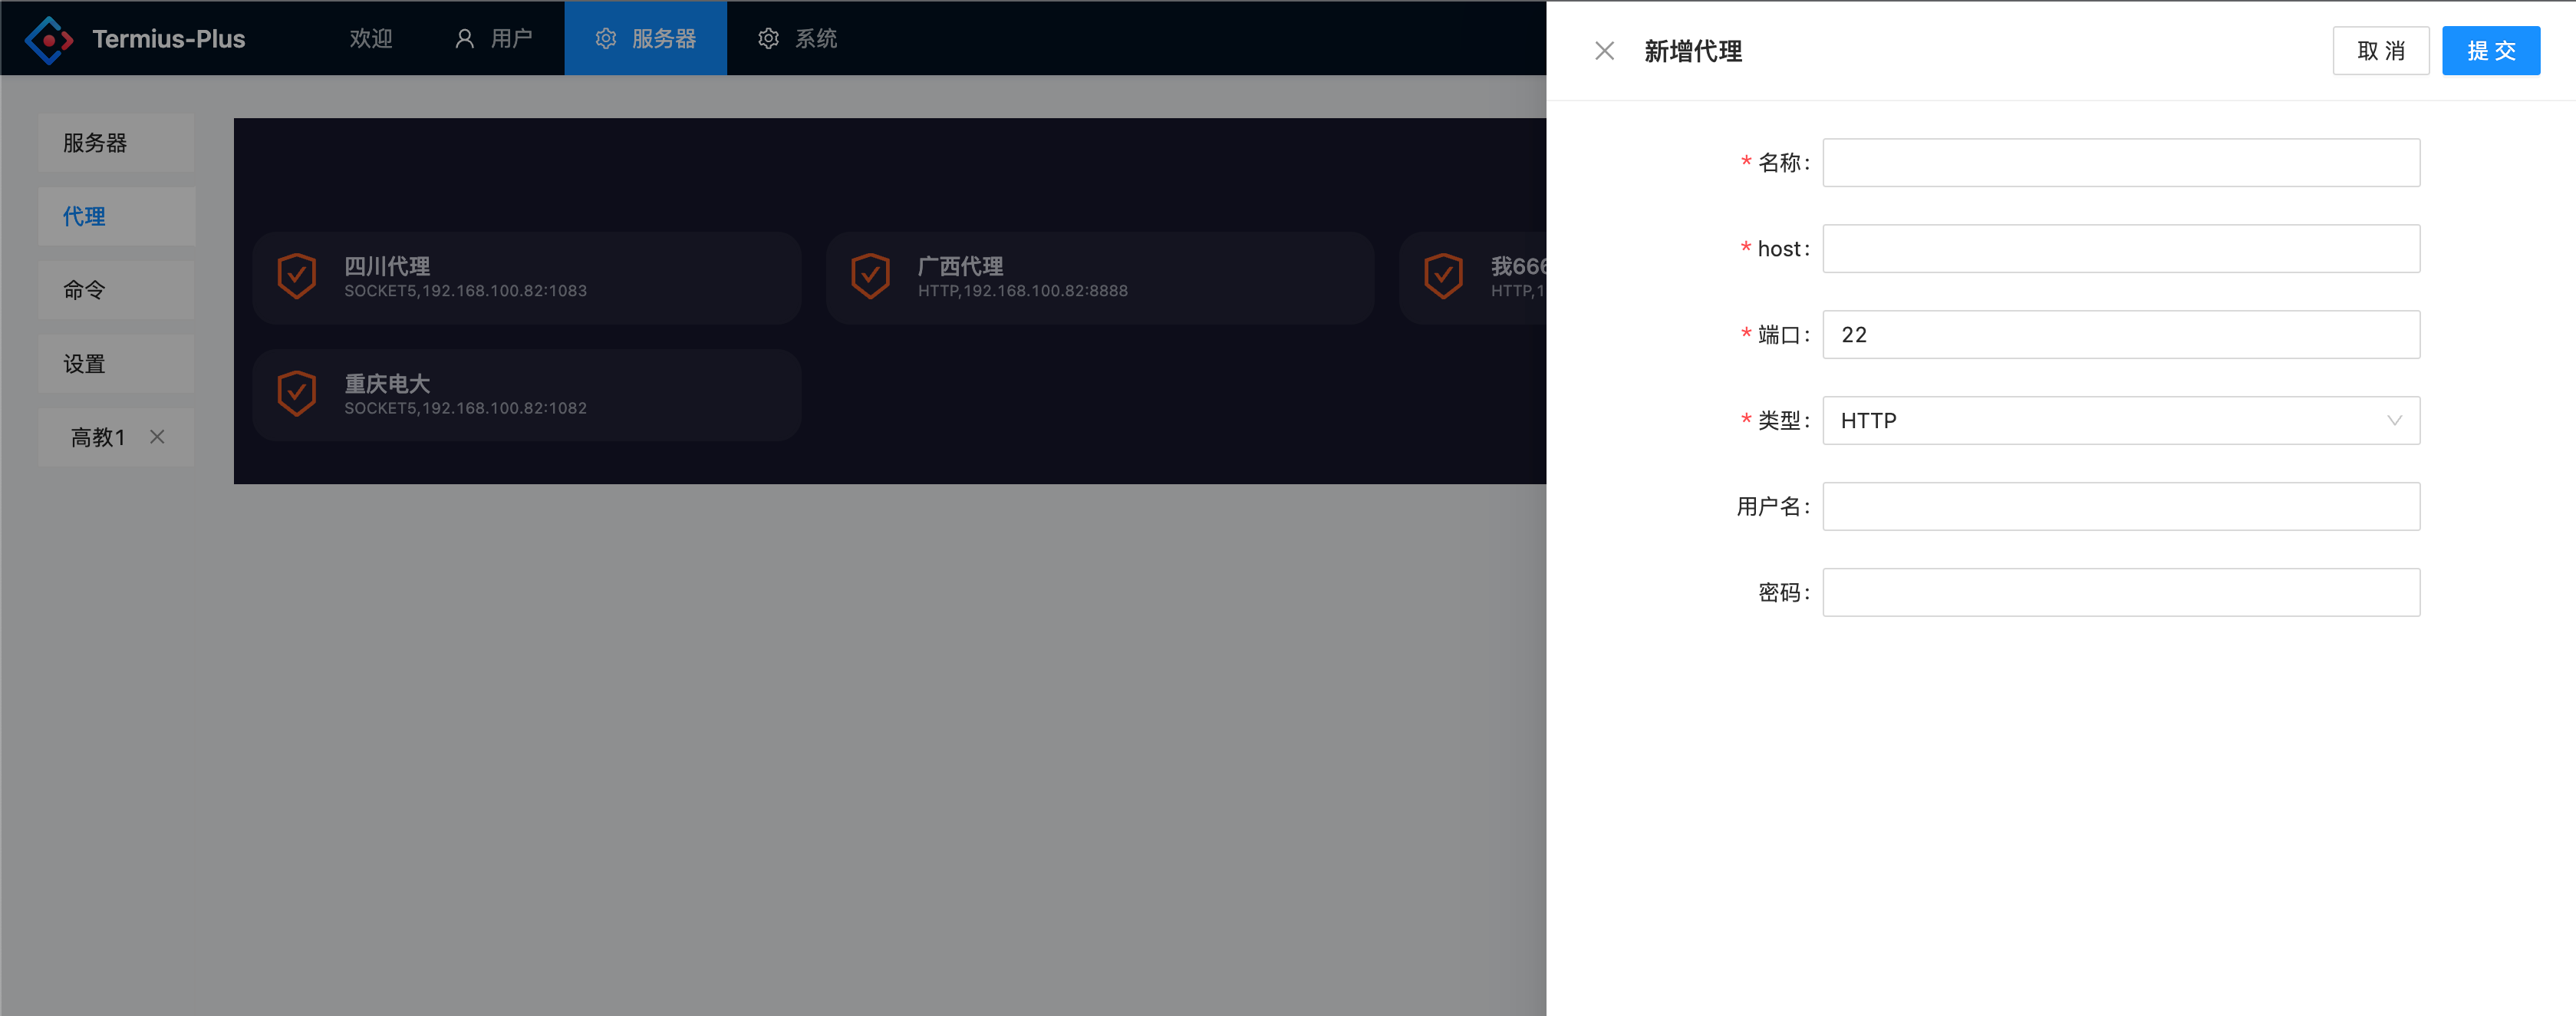 Termius-Plus
欢迎
用户
服务器
系统
服务器
代理
命令
设置
高教1
四川代理
SOCKET5,192.168.100.82:1083
广西代理
HTTP,192.168.100.82:8888
我666
HTTP,1
重庆电大
SOCKET5,192.168.100.82:1082
新增代理
取 消
提 交
* 名称:
* host:
* 端口:
22
* 类型:
HTTP
用户名:
密码: